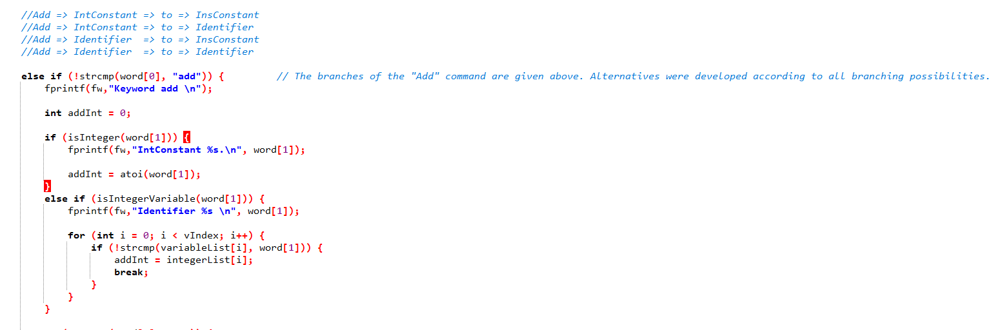 //Add => IntConstant => to => InsConstant
//Add => IntConstant => to => Identifier
//Add => Identifier  => to => InsConstant
//Add => Identifier  => to => Identifier
else if (!strcmp(word[0], "add")) {         // The branches of the "Add" command are given above. Alternatives were developed according to all branching possibilities.
    fprintf(fw,"Keyword add \n");
    int addInt = 0;
    if (isInteger(word[1])) {
        fprintf(fw,"IntConstant %s.\n", word[1]);
        addInt = atoi(word[1]);
    }
    else if (isIntegerVariable(word[1])) {
        fprintf(fw,"Identifier %s \n", word[1]);
        for (int i = 0; i < vIndex; i++) {
            if (!strcmp(variableList[i], word[1])) {
                addInt = integerList[i];
                break;
            }
        }
    }